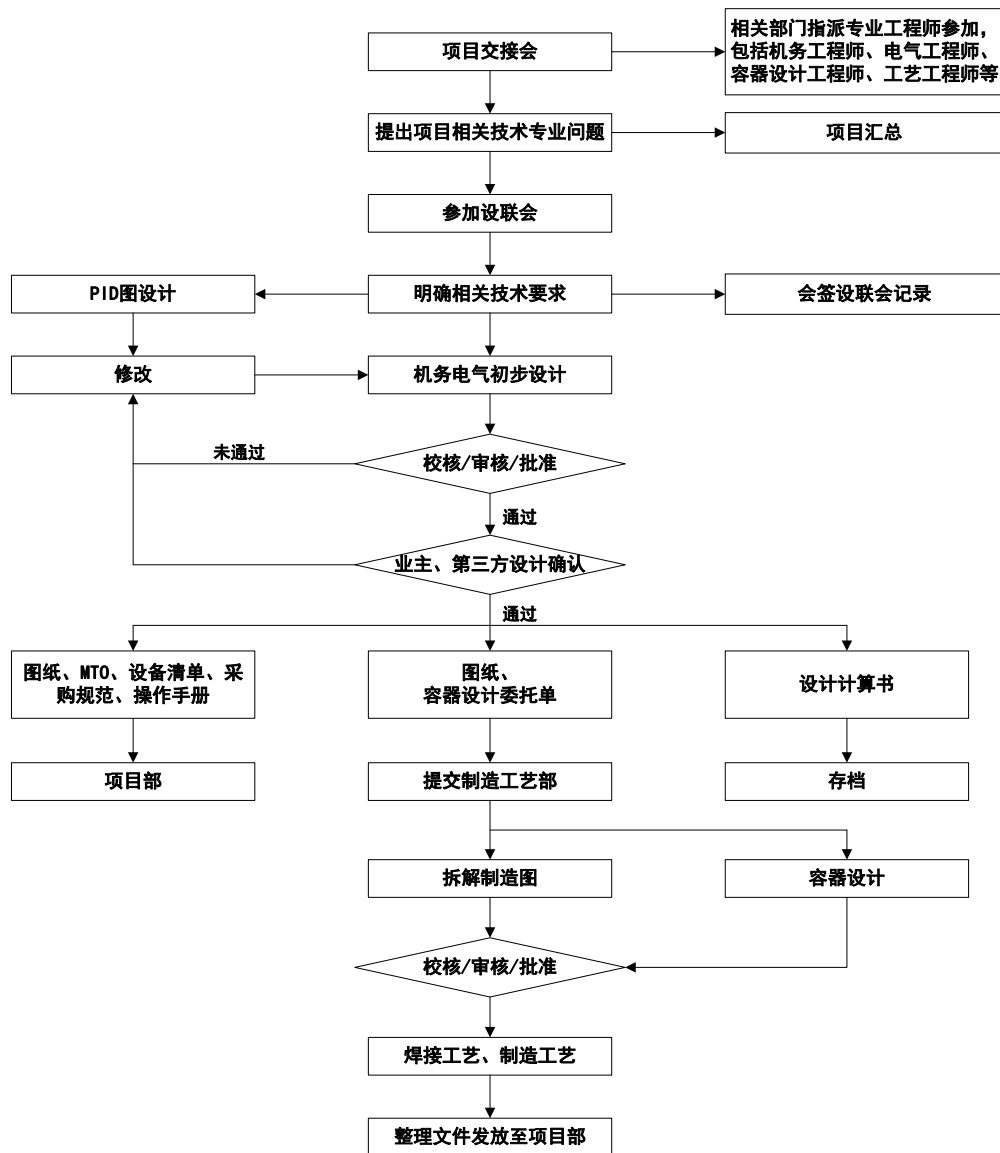 项目交接会
相关部门指派专业工程师参加,
包括机务工程师、电气工程师、
容器设计工程师、工艺工程师等
提出项目相关技术专业问题
项目汇总
参加设联会
PID图设计
明确相关技术要求
会签设联会记录
修改
机务电气初步设计
未通过
校核/审核/批准
通过
业主、第三方设计确认
通过
图纸、MTO、设备清单、采
购规范、操作手册
图纸、
容器设计委托单
设计计算书
项目部
提交制造工艺部
存档
拆解制造图
容器设计
校核/审核/批准
焊接工艺、制造工艺
整理文件发放至项目部